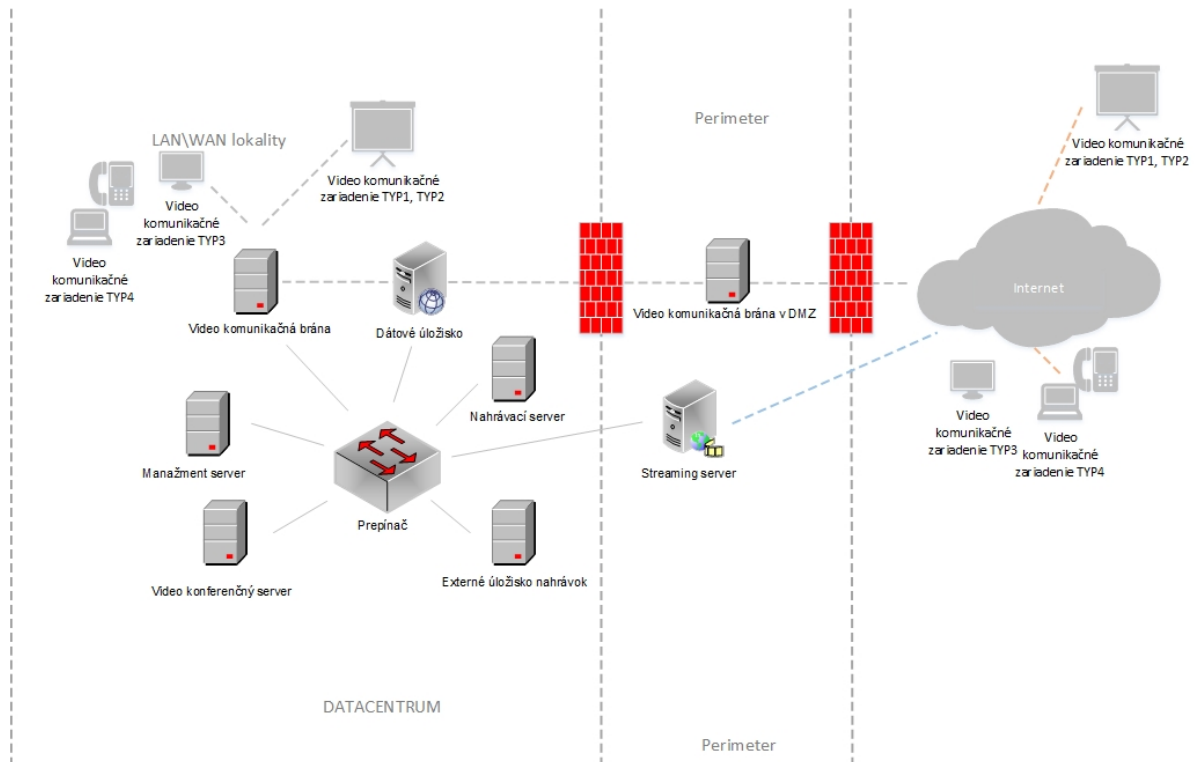 Perimeter
LAN\WAN lokality
Video komunikačné
zariadenie TYP1, TYP2
Video komunikačné
zariadenie TYP1, TYP2
Video
komunikačné
zariadenie TYP3
Video
komunikačné
zariadenie TYP4
Video komunikačná brána
Dátové úložisko
Video komunikačná brána v DMZ
Internet
Nahrávací server
Manažment server
Streaming server
Video
komunikačné
zariadenie TYP3
Video
komunikačné
zariadenie TYP4
Prepínač
Video konferenčný server
Externé úložisko nahrávok
DATACENTRUM
Perimeter